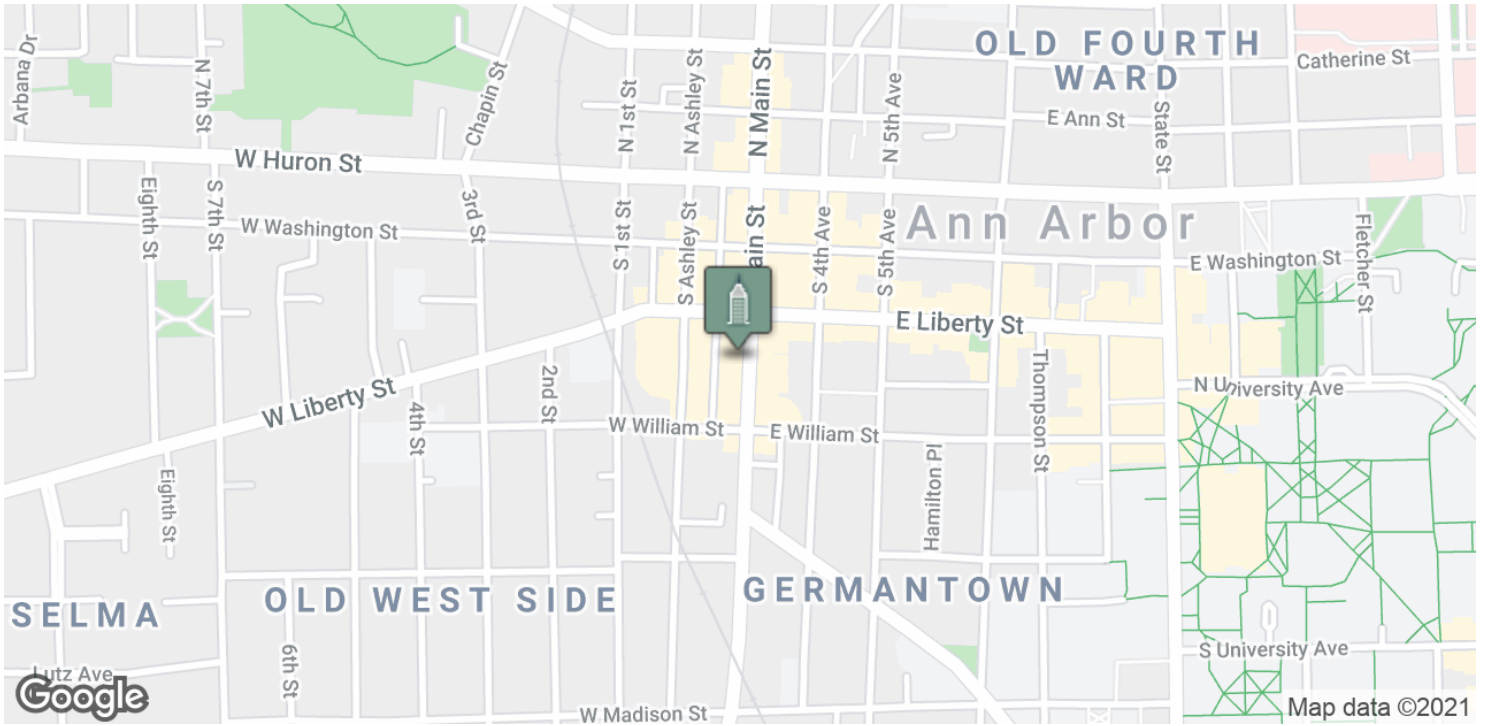 OLD FOURTH
WARD
Catherine St
Arbana Dr
N 7th St
Chapin St
N 1st St
N Ashley St
N Main St
N 5th Ave
E Ann St
State St
W Huron St
Eighth St
S 7th St
3rd St
W Washington St
S 1st St
S Ashley St
ain St
S 4th Ave
S 5th Ave
Ann Arbor
E Washington St
Fletcher St
E Liberty St
W Liberty St
4th St
2nd St
Thompson St
N University Ave
W William St
E William St
Eighth St
Hamilton Pl
SELMA
OLD WEST SIDE
GERMANTOWN
Lutz Ave
6th St
S University Ave
W Madison St
Google
Map data ©2021